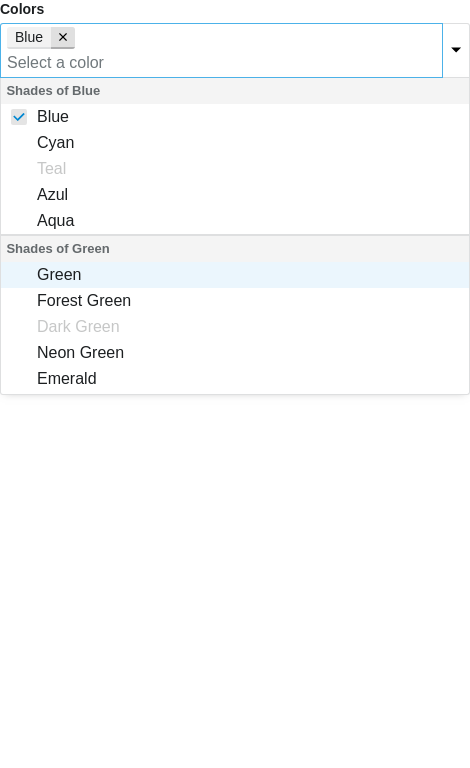 Colors
Blue ✕
Select a color
Shades of Blue
Blue
Cyan
Teal
Azul
Aqua
Shades of Green
Green
Forest Green
Dark Green
Neon Green
Emerald